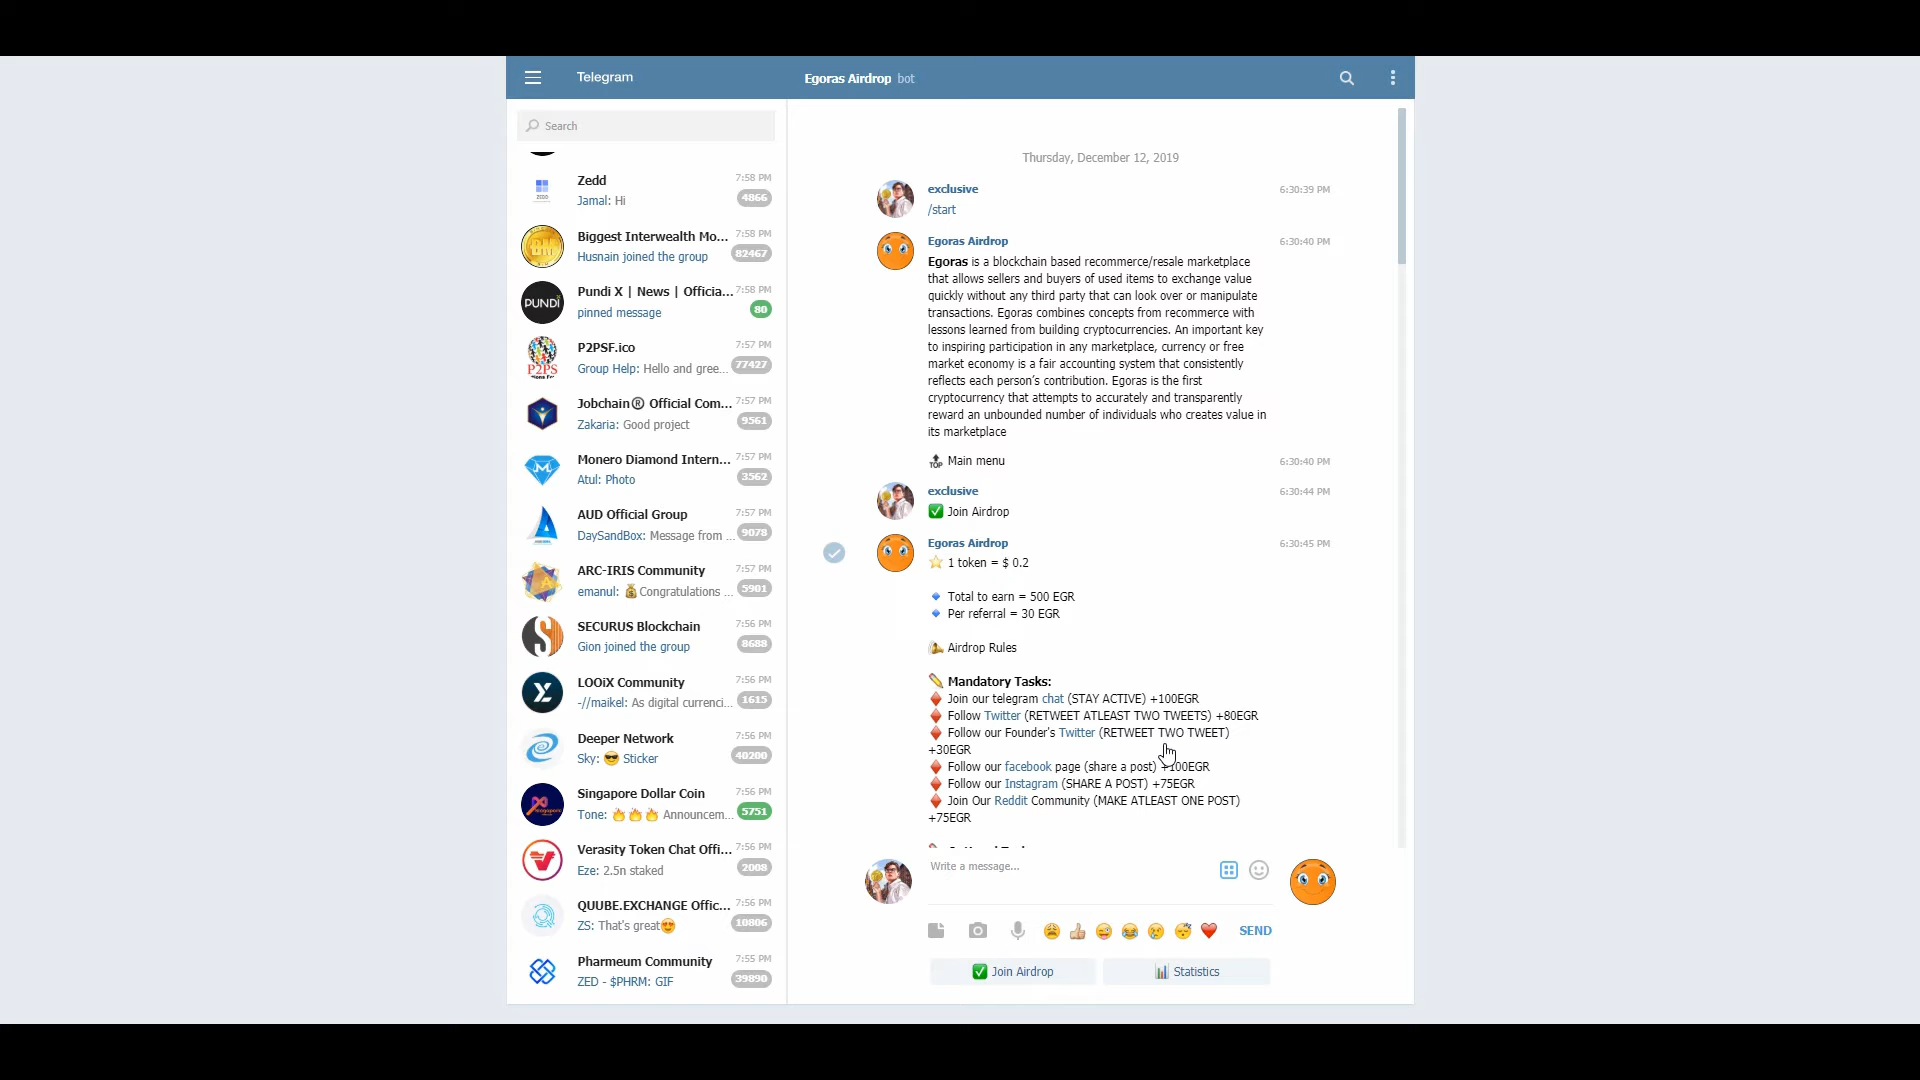 Telegram
Egoras Airdrop bot
Search
Zedd
7:58 PM
Jamal: Hi
4866
Biggest Interwealth Mo...
7:58 PM
Husnain joined the group
82467
Pundi X | News | Officia...
7:58 PM
pinned message
80
PUNDI
P2PSF.ico
7:57 PM
Group Help: Hello and gree...
77427
P2PS
Jobchain® Official Com...
7:57 PM
Zakaria: Good project
9561
Monero Diamond Intern...
7:57 PM
Atul: Photo
3562
AUD Official Group
7:57 PM
DaySandBox: Message from ...
9078
ARC-IRIS Community
7:57 PM
emanul: 💰Congratulations ...
5901
SECURUS Blockchain
7:56 PM
Gion joined the group
8688
LOOiX Community
7:56 PM
-//maikel: As digital currenci...
1615
Deeper Network
7:56 PM
Sky: 😎 Sticker
40200
Singapore Dollar Coin
7:56 PM
Tone: 🔥🔥🔥 Announcem...
5751
Verasity Token Chat Offi...
7:56 PM
Eze: 2.5n staked
2008
QUUBE.EXCHANGE Offic...
7:56 PM
ZS: That's great😍
10806
Pharmeum Community
7:55 PM
ZED - $PHRM: GIF
39890
Thursday, December 12, 2019
exclusive
6:30:39 PM
/start
Egoras Airdrop
6:30:40 PM
Egoras is a blockchain based recommerce/resale marketplace
that allows sellers and buyers of used items to exchange value
quickly without any third party that can look over or manipulate
transactions. Egoras combines concepts from recommerce with
lessons learned from building cryptocurrencies. An important key
to inspiring participation in any marketplace, currency or free
market economy is a fair accounting system that consistently
reflects each person's contribution. Egoras is the first
cryptocurrency that attempts to accurately and transparently
reward an unbounded number of individuals who creates value in
its marketplace
🔝 Main menu
6:30:40 PM
exclusive
6:30:44 PM
✅ Join Airdrop
Egoras Airdrop
6:30:45 PM
⭐ 1 token = $ 0.2
🔹 Total to earn = 500 EGR
🔹 Per referral = 30 EGR
Airdrop Rules
✏️ Mandatory Tasks:
♦️ Join our telegram chat (STAY ACTIVE) +100EGR
♦️ Follow Twitter (RETWEET ATLEAST TWO TWEETS) +80EGR
♦️ Follow our Founder's Twitter (RETWEET TWO TWEET)
+30EGR
♦️ Follow our facebook page (share a post) +100EGR
♦️ Follow our Instagram (SHARE A POST) +75EGR
♦️ Join Our Reddit Community (MAKE ATLEAST ONE POST)
+75EGR
Write a message...
SEND
✅ Join Airdrop
📊 Statistics